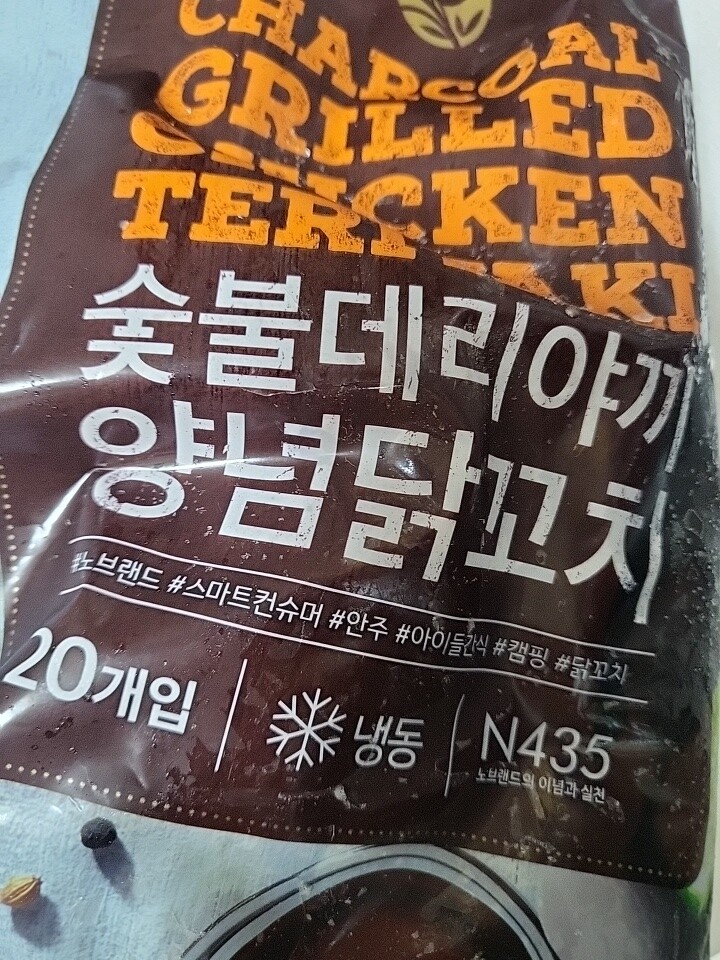 CHARCOAL
GRILLED
숯불데리야끼
양념닭꼬치
#노브랜드 #스마트컨슈머 #안주 #아이들간식 #캠핑 #닭꼬치
20개입
냉동
N435
노브랜드의 이념과 실천